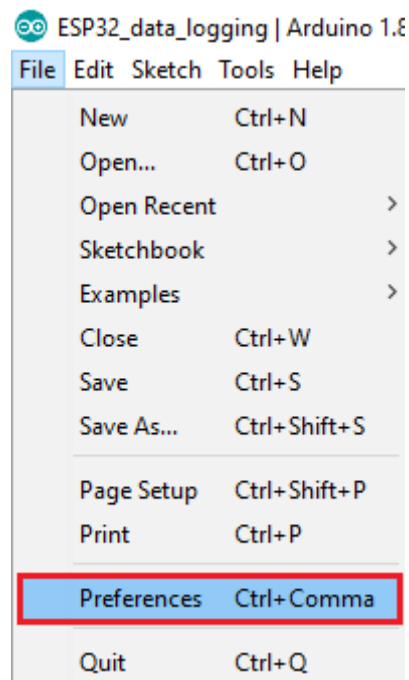 ESP32_data_logging | Arduino 1.8
File Edit Sketch Tools Help
New Ctrl+N
Open... Ctrl+O
Open Recent >
Sketchbook >
Examples >
Close Ctrl+W
Save Ctrl+S
Save As... Ctrl+Shift+S
Page Setup Ctrl+Shift+P
Print Ctrl+P
Preferences Ctrl+Comma
Quit Ctrl+Q